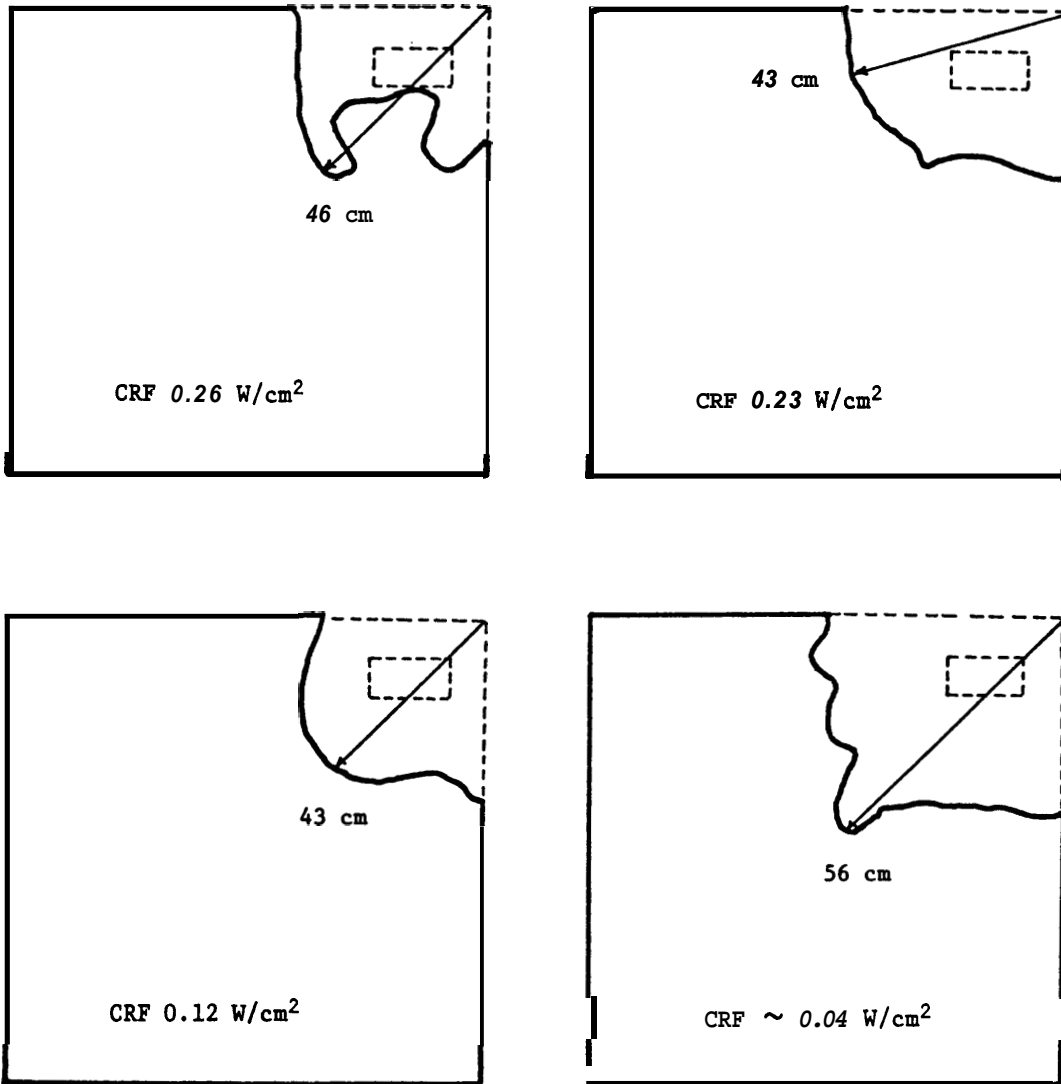 46 cm
CRF 0.26 W/cm²
43 cm
CRF 0.23 W/cm²
43 cm
CRF 0.12 W/cm²
56 cm
CRF ~ 0.04 W/cm²